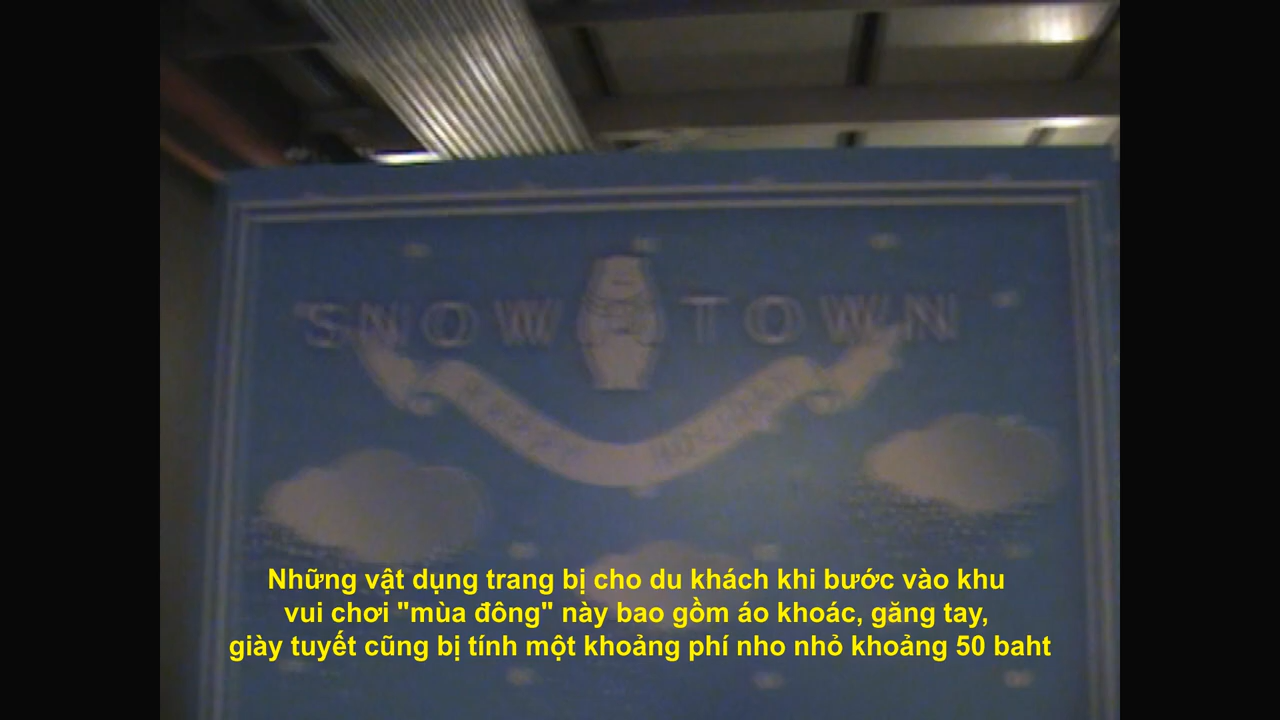 SNOW TOWN
Những vật dụng trang bị cho du khách khi bước vào khu
vui chơi "mùa đông" này bao gồm áo khoác, găng tay,
giày tuyết cũng bị tính một khoảng phí nho nhỏ khoảng 50 baht